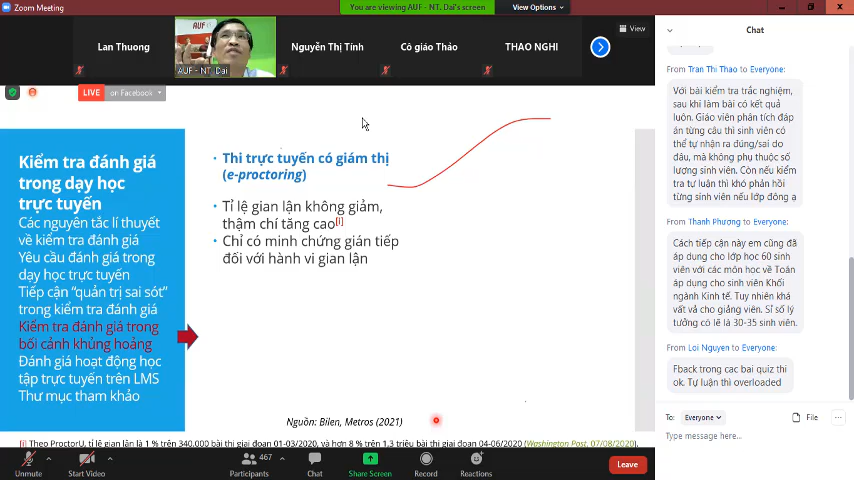 Zoom Meeting
You are viewing AUF - NT. Dai's screen
View Options
Lan Thuong
AUF - NT. Dai
Nguyễn Thị Tính
Cô giáo Thảo
THAO NGHI
View
LIVE on Facebook
Kiểm tra đánh giá
trong dạy học
trực tuyến
Các nguyên tắc lí thuyết
về kiểm tra đánh giá
Yêu cầu đánh giá trong
dạy học trực tuyến
Tiếp cận “quản trị sai sót”
trong kiểm tra đánh giá
Kiểm tra đánh giá trong
bối cảnh khủng hoảng
Đánh giá hoạt động học
tập trực tuyến trên LMS
Thư mục tham khảo
• Thi trực tuyến có giám thị
(e-proctoring)
• Tỉ lệ gian lận không giảm,
thậm chí tăng cao[i]
• Chỉ có minh chứng gián tiếp
đối với hành vi gian lận
Nguồn: Bilen, Metros (2021)
[i] Theo ProctorU, tỉ lệ gian lận là 1 % trên 340.000 bài thi giai đoạn 01-03/2020, và hơn 8 % trên 1,3 triệu bài thi giai đoạn 04-06/2020 (Washington Post, 07/08/2020).
Chat
From Tran Thi Thao to Everyone:
Với bài kiểm tra trắc nghiệm,
sau khi làm bài có kết quả
luôn. Giáo viên phân tích đáp
án từng câu thì sinh viên có
thể tự nhận ra đúng/sai do
đâu, mà không phụ thuộc số
lượng sinh viên. Còn nếu kiểm
tra tự luận thì khó phản hồi
từng sinh viên nếu lớp đông ạ
From Thanh Phượng to Everyone:
Cách tiếp cận này em cũng đã
áp dụng cho lớp học 60 sinh
viên với các môn học về Toán
áp dụng cho sinh viên Khối
ngành Kinh tế. Tuy nhiên khá
vất vả cho giảng viên. Sỉ số lý
tưởng có lẽ là 30-35 sinh viên.
From Loi Nguyen to Everyone:
Fback trong cac bai quiz thi
ok. Tự luận thì overloaded
To: Everyone
File
Type message here...
Unmute
Start Video
Participants
467
Chat
Share Screen
Record
Reactions
Leave